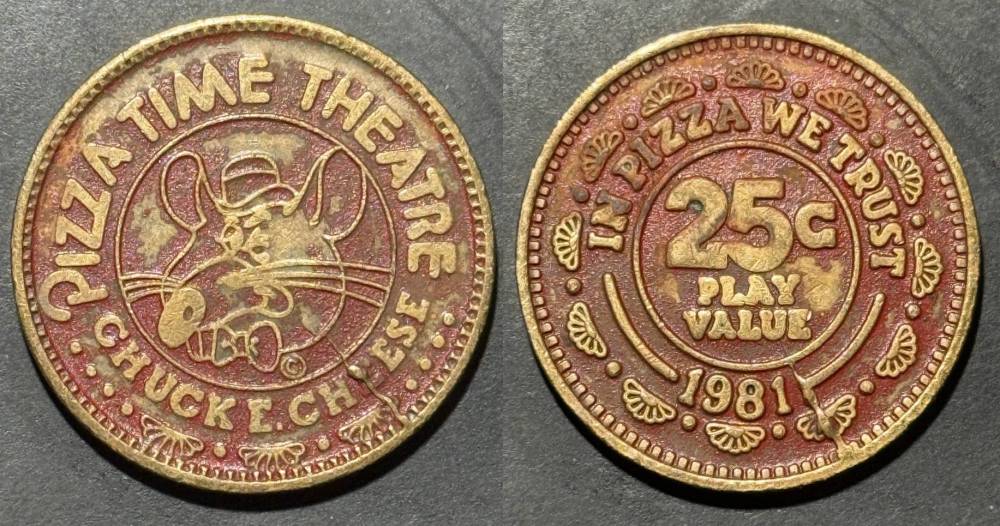 PIZZA TIME THEATRE
CHUCK E. CHEESE
©
IN PIZZA WE TRUST
25C
PLAY
VALUE
1981